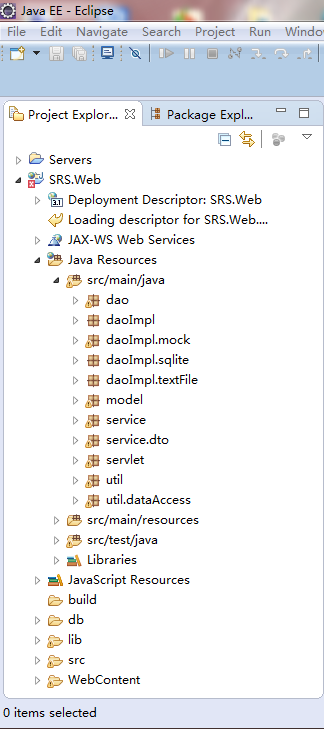 Java EE - Eclipse
File Edit Navigate Search Project Run Windo
Project Explor... Package Expl...
Servers
SRS.Web
Deployment Descriptor: SRS.Web
Loading descriptor for SRS.Web....
JAX-WS Web Services
Java Resources
src/main/java
dao
daoImpl
daoImpl.mock
daoImpl.sqlite
daoImpl.textFile
model
service
service.dto
servlet
util
util.dataAccess
src/main/resources
src/test/java
Libraries
JavaScript Resources
build
db
lib
src
WebContent
0 items selected